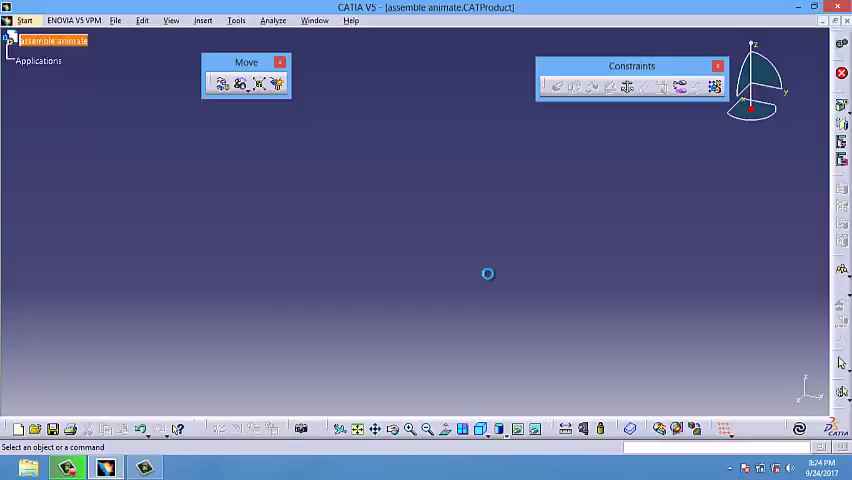 CATIA V5 - [assemble animate.CATProduct]
Start ENOVIA V5 VPM File Edit View Insert Tools Analyze Window Help
assemble animate
Applications
Move
Constraints
z
y
x
z
y
x
Select an object or a command
CATIA
8:24 PM
9/24/2017